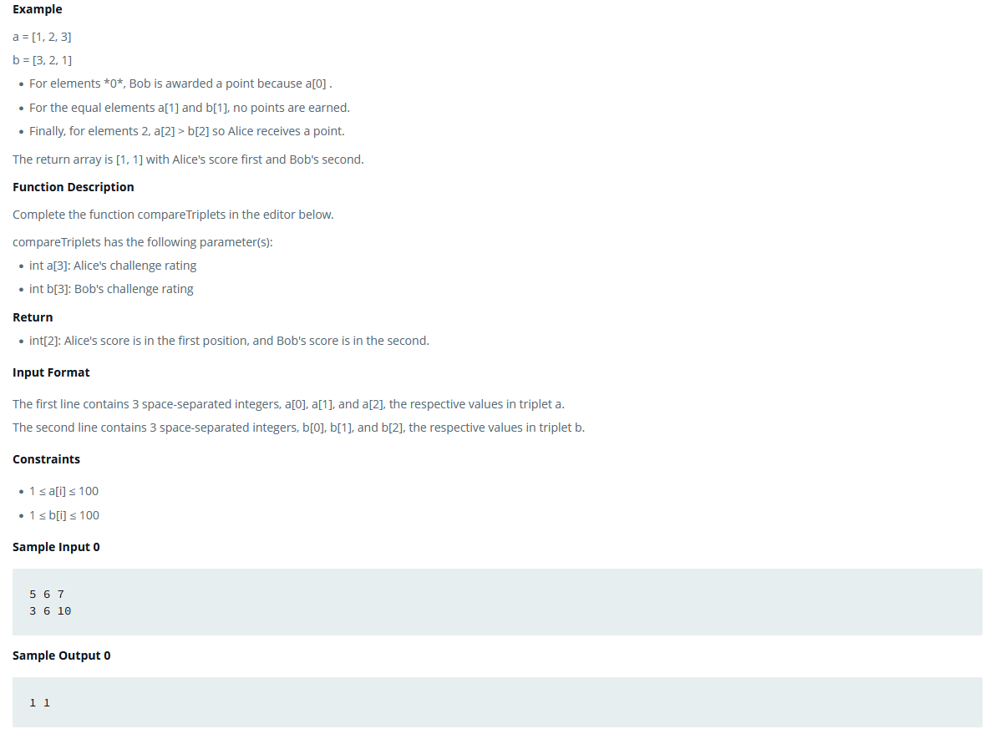 Example
a = [1, 2, 3]
b = [3, 2, 1]
• For elements *0*, Bob is awarded a point because a[0] .
• For the equal elements a[1] and b[1], no points are earned.
• Finally, for elements 2, a[2] > b[2] so Alice receives a point.
The return array is [1, 1] with Alice's score first and Bob's second.
Function Description
Complete the function compareTriplets in the editor below.
compareTriplets has the following parameter(s):
• int a[3]: Alice's challenge rating
• int b[3]: Bob's challenge rating
Return
• int[2]: Alice's score is in the first position, and Bob's score is in the second.
Input Format
The first line contains 3 space-separated integers, a[0], a[1], and a[2], the respective values in triplet a.
The second line contains 3 space-separated integers, b[0], b[1], and b[2], the respective values in triplet b.
Constraints
• 1 ≤ a[i] ≤ 100
• 1 ≤ b[i] ≤ 100
Sample Input 0
5 6 7
3 6 10
Sample Output 0
1 1